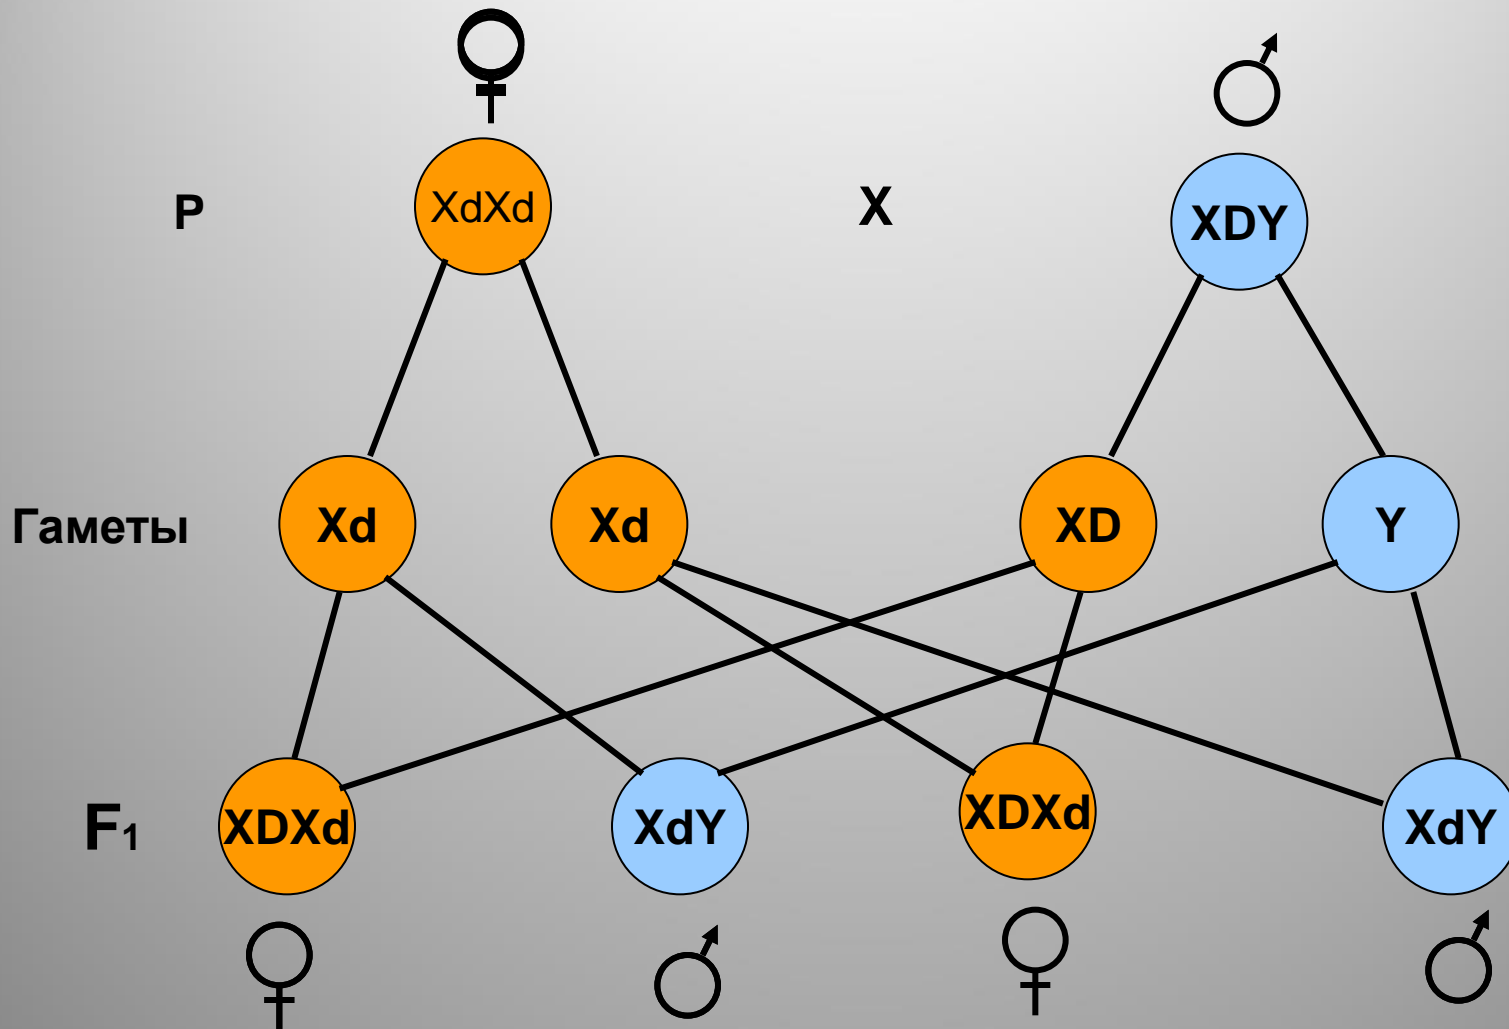 P XdXd X XDY
Гаметы Xd Xd XD Y
F₁ XDXd XdY XDXd XdY